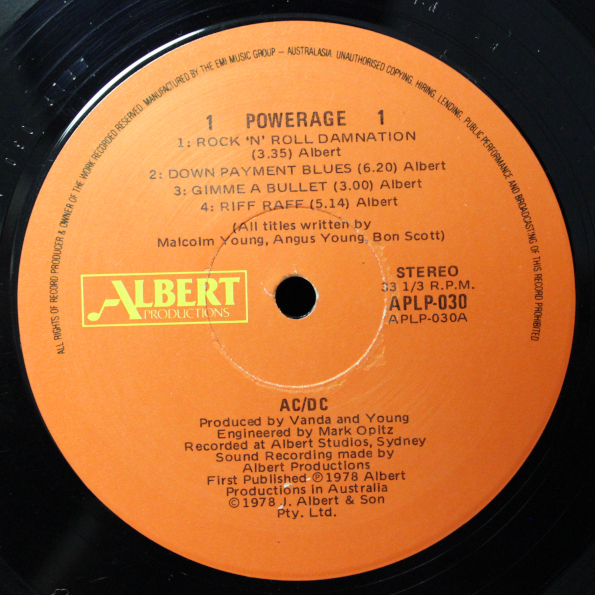 ALL RIGHTS OF RECORD PRODUCER & OWNER OF THE WORK RECORDED RESERVED. MANUFACTURED BY THE EMI MUSIC GROUP – AUSTRALASIA. UNAUTHORISED COPYING, HIRING, LENDING, PUBLIC PERFORMANCE AND BROADCASTING OF THIS RECORD PROHIBITED
1 POWERAGE 1
1: ROCK 'N' ROLL DAMNATION
(3.35) Albert
2: DOWN PAYMENT BLUES (6.20) Albert
3: GIMME A BULLET (3.00) Albert
4: RIFF RAFF (5.14) Albert
(All titles written by
Malcolm Young, Angus Young, Bon Scott)
ALBERT
PRODUCTIONS
STEREO
33 1/3 R.P.M.
APLP-030
APLP-030A
AC/DC
Produced by Vanda and Young
Engineered by Mark Opitz
Recorded at Albert Studios, Sydney
Sound Recording made by
Albert Productions
First Published ℗ 1978 Albert
Productions in Australia
© 1978 J. Albert & Son
Pty. Ltd.